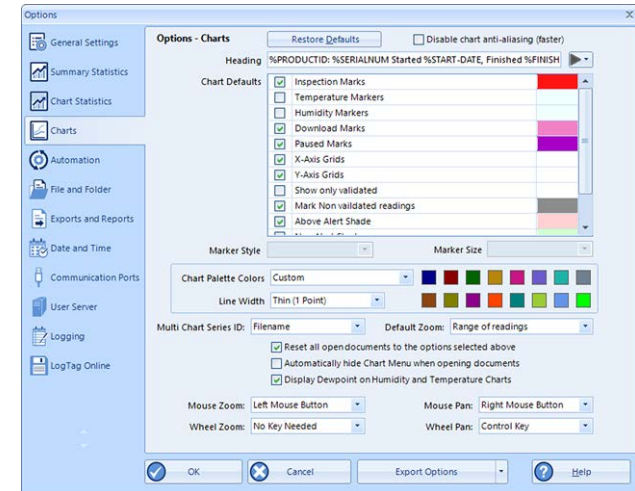 Options
General Settings
Summary Statistics
Chart Statistics
Charts
Automation
File and Folder
Exports and Reports
Date and Time
Communication Ports
User Server
Logging
LogTag Online
Options - Charts
Restore Defaults
Disable chart anti-aliasing (faster)
Heading %PRODUCTID: %SERIALNUM Started %START-DATE, Finished %FINISH
Chart Defaults
Inspection Marks
Temperature Markers
Humidity Markers
Download Marks
Paused Marks
X-Axis Grids
Y-Axis Grids
Show only validated
Mark Non vaildated readings
Above Alert Shade
Marker Style
Marker Size
Chart Palette Colors Custom
Line Width Thin (1 Point)
Multi Chart Series ID: Filename
Default Zoom: Range of readings
Reset all open documents to the options selected above
Automatically hide Chart Menu when opening documents
Display Dewpoint on Humidity and Temperature Charts
Mouse Zoom: Left Mouse Button
Mouse Pan: Right Mouse Button
Wheel Zoom: No Key Needed
Wheel Pan: Control Key
OK
Cancel
Export Options
Help